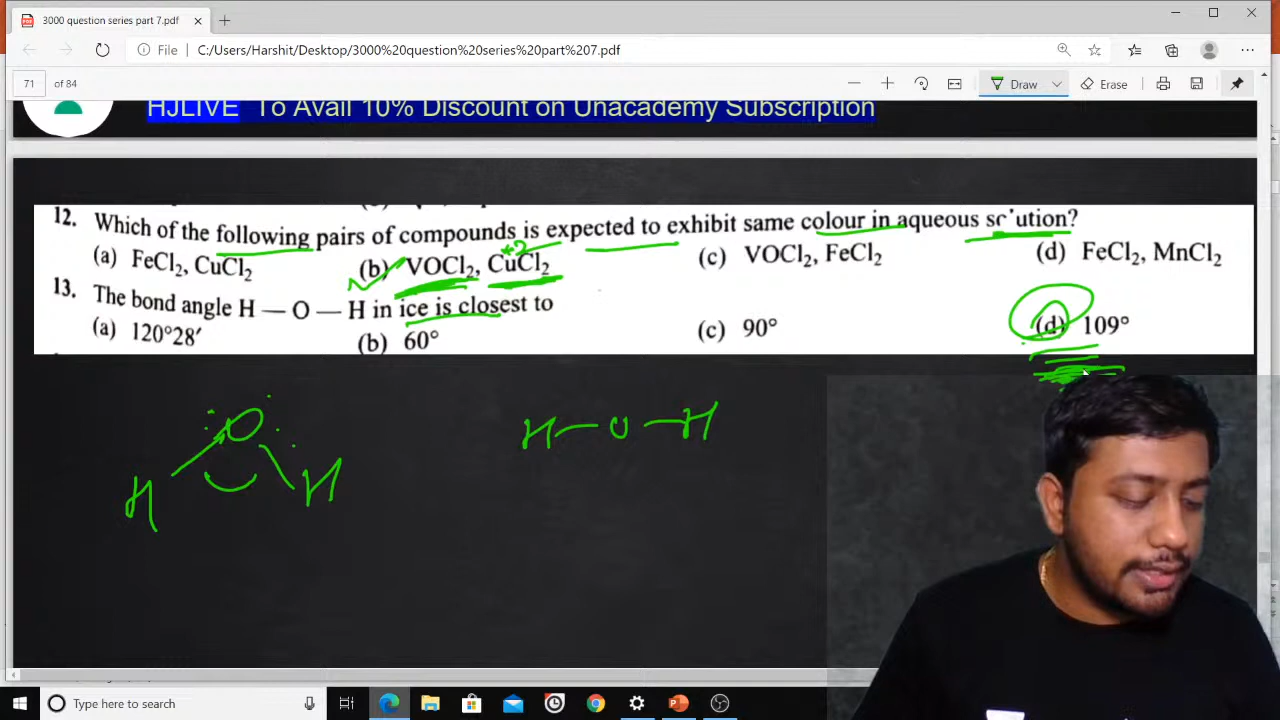 3000 question series part 7.pdf
File C:/Users/Harshit/Desktop/3000%20question%20series%20part%207.pdf
71 of 84
Draw
Erase
HJLIVE To Avail 10% Discount on Unacademy Subscription
12. Which of the following pairs of compounds is expected to exhibit same colour in aqueous solution?
+2
(a) FeCl₂, CuCl₂ (b) VOCl₂, CuCl₂ (c) VOCl₂, FeCl₂ (d) FeCl₂, MnCl₂
13. The bond angle H — O — H in ice is closest to
(a) 120°28′ (b) 60° (c) 90° (d) 109°
O
H H
H — O — H
Type here to search